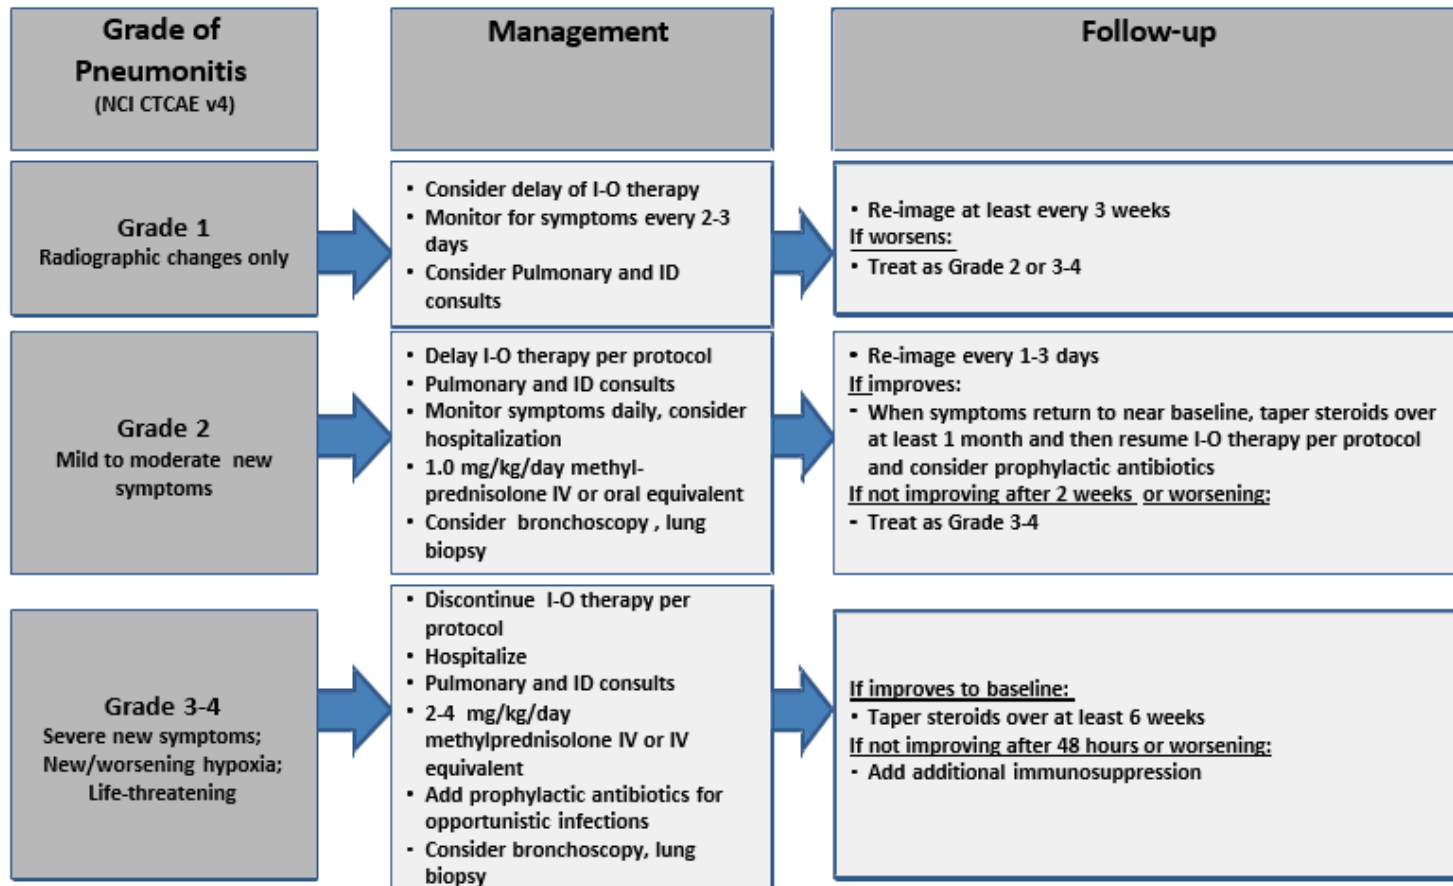 Grade of
Pneumonitis
(NCI CTCAE v4)
Management
Follow-up
Grade 1
Radiographic changes only
• Consider delay of I-O therapy
• Monitor for symptoms every 2-3
days
• Consider Pulmonary and ID
consults
• Re-image at least every 3 weeks
If worsens:
• Treat as Grade 2 or 3-4
Grade 2
Mild to moderate new
symptoms
• Delay I-O therapy per protocol
• Pulmonary and ID consults
• Monitor symptoms daily, consider
hospitalization
• 1.0 mg/kg/day methyl-
prednisolone IV or oral equivalent
• Consider bronchoscopy , lung
biopsy
• Re-image every 1-3 days
If improves:
- When symptoms return to near baseline, taper steroids over
at least 1 month and then resume I-O therapy per protocol
and consider prophylactic antibiotics
If not improving after 2 weeks or worsening:
- Treat as Grade 3-4
Grade 3-4
Severe new symptoms;
New/worsening hypoxia;
Life-threatening
• Discontinue I-O therapy per
protocol
• Hospitalize
• Pulmonary and ID consults
• 2-4 mg/kg/day
methylprednisolone IV or IV
equivalent
• Add prophylactic antibiotics for
opportunistic infections
• Consider bronchoscopy, lung
biopsy
If improves to baseline:
• Taper steroids over at least 6 weeks
If not improving after 48 hours or worsening:
- Add additional immunosuppression